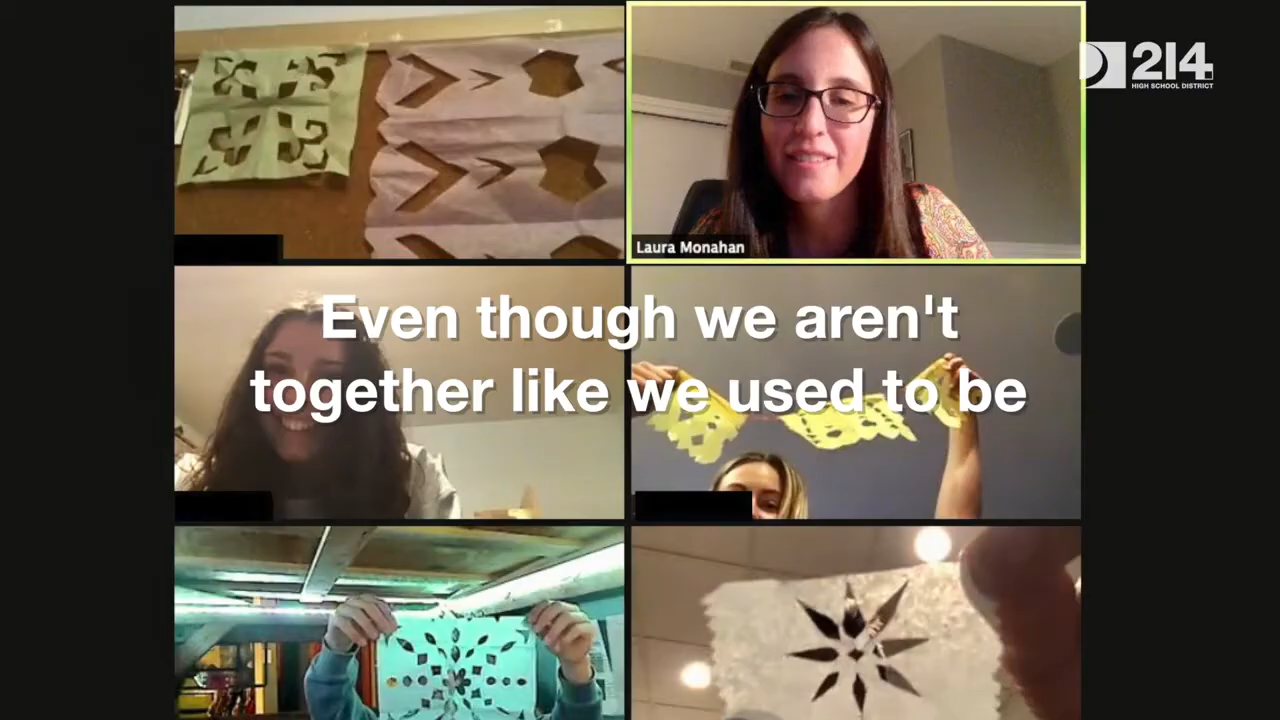 214
HIGH SCHOOL DISTRICT
Laura Monahan
Even though we aren't
together like we used to be